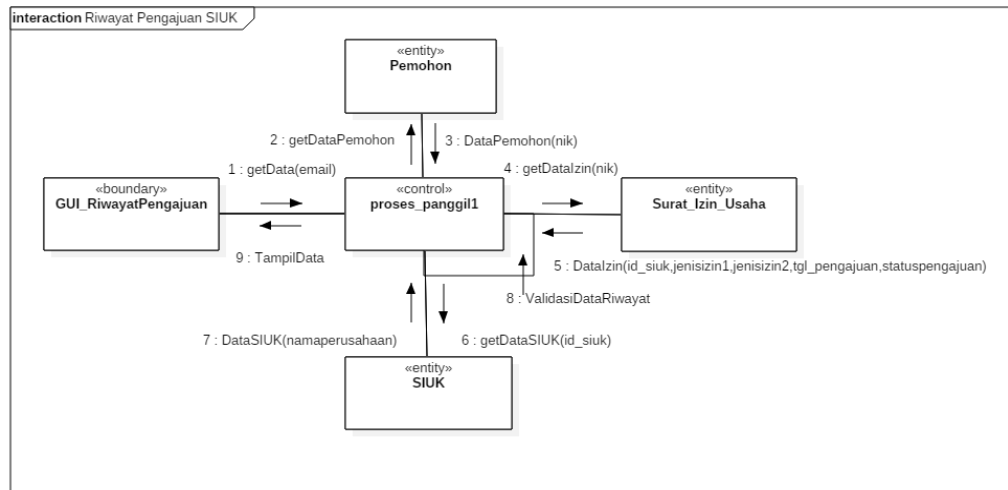 interaction Riwayat Pengajuan SIUK
«entity»
Pemohon
2 : getDataPemohon
3 : DataPemohon(nik)
1 : getData(email)
4 : getDataIzin(nik)
«boundary»
GUI_RiwayatPengajuan
«control»
proses_panggil1
«entity»
Surat_Izin_Usaha
9 : TampilData
5 : DataIzin(id_siuk,jenisizin1,jenisizin2,tgl_pengajuan,statuspengajuan)
8 : ValidasiDataRiwayat
7 : DataSIUK(namaperusahaan)
6 : getDataSIUK(id_siuk)
«entity»
SIUK